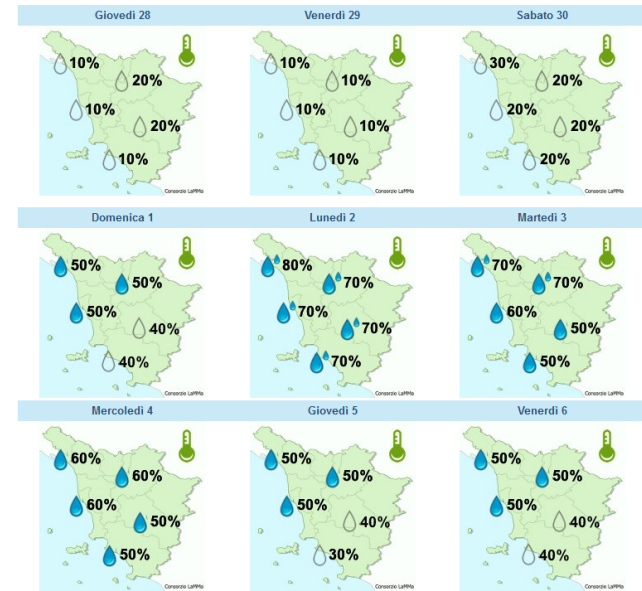 Giovedì 28
10%
20%
10%
20%
10%
Consorzio LaMMa
Venerdì 29
10%
10%
10%
10%
10%
Consorzio LaMMa
Sabato 30
30%
20%
20%
20%
20%
Consorzio LaMMa
Domenica 1
50%
50%
50%
40%
40%
Consorzio LaMMa
Lunedì 2
80%
70%
70%
70%
70%
Consorzio LaMMa
Martedì 3
70%
70%
60%
50%
50%
Consorzio LaMMa
Mercoledì 4
60%
60%
60%
50%
50%
Consorzio LaMMa
Giovedì 5
50%
50%
50%
40%
30%
Consorzio LaMMa
Venerdì 6
50%
50%
50%
40%
40%
Consorzio LaMMa